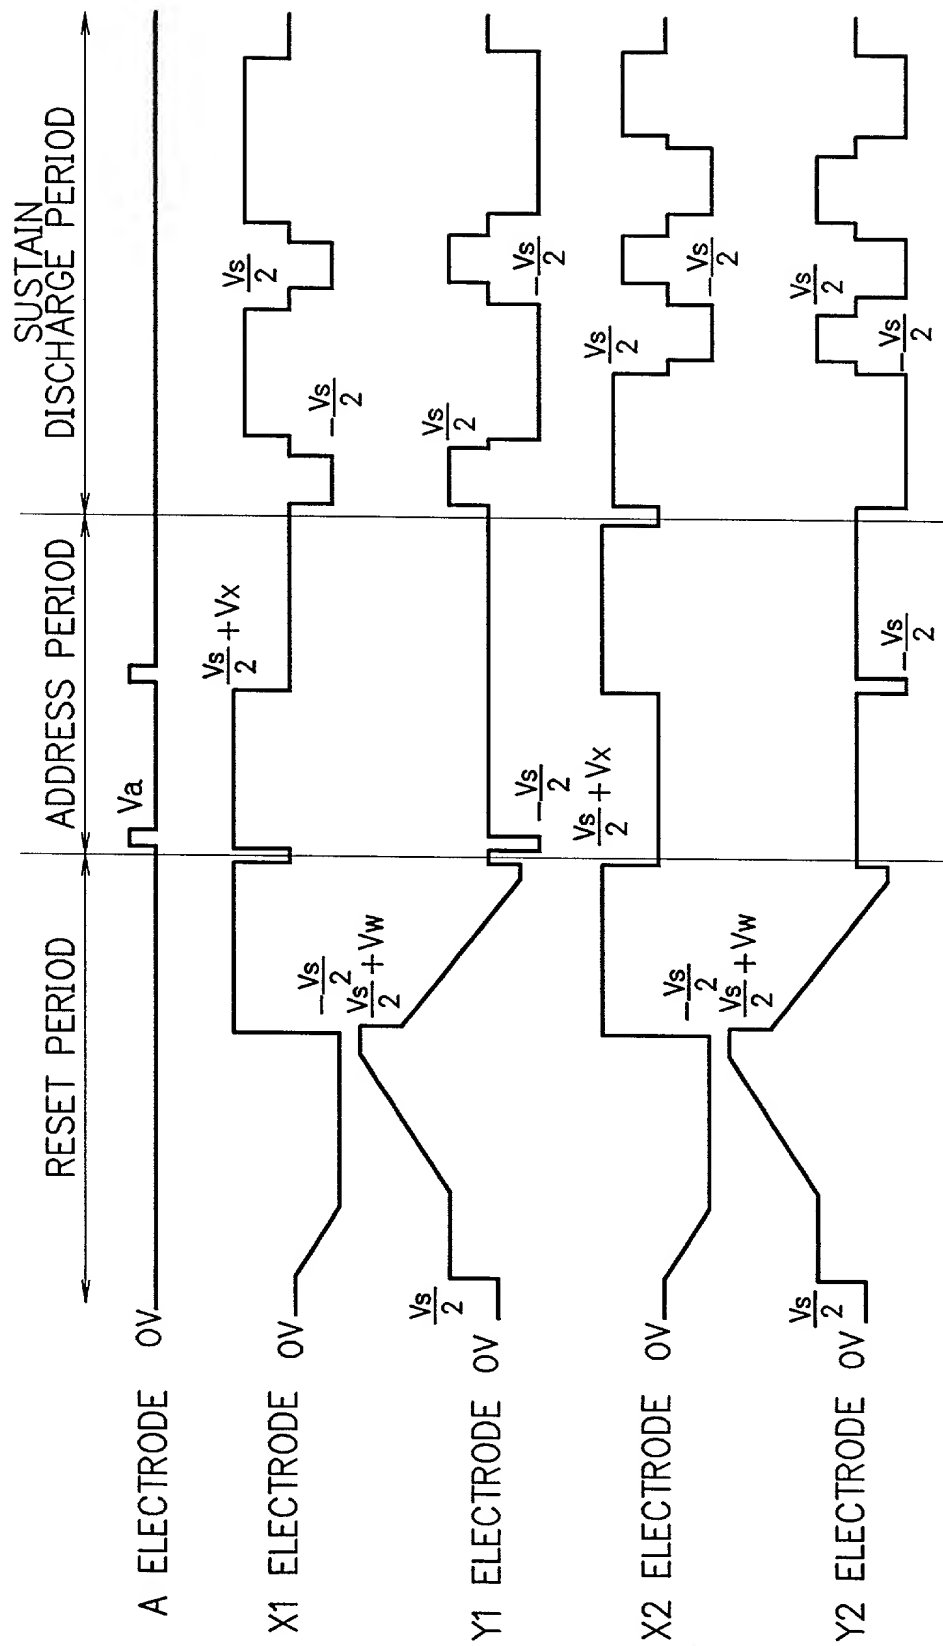 RESET PERIOD
ADDRESS PERIOD
SUSTAIN
DISCHARGE PERIOD
A ELECTRODE 0V
Va
X1 ELECTRODE 0V
-Vs/2
Vs/2+Vx
-Vs/2
Vs/2
Y1 ELECTRODE 0V
Vs/2
Vs/2+Vw
-Vs/2
Vs/2
-Vs/2
X2 ELECTRODE 0V
-Vs/2
Vs/2+Vx
Vs/2
-Vs/2
Y2 ELECTRODE 0V
Vs/2
Vs/2+Vw
-Vs/2
-Vs/2
Vs/2